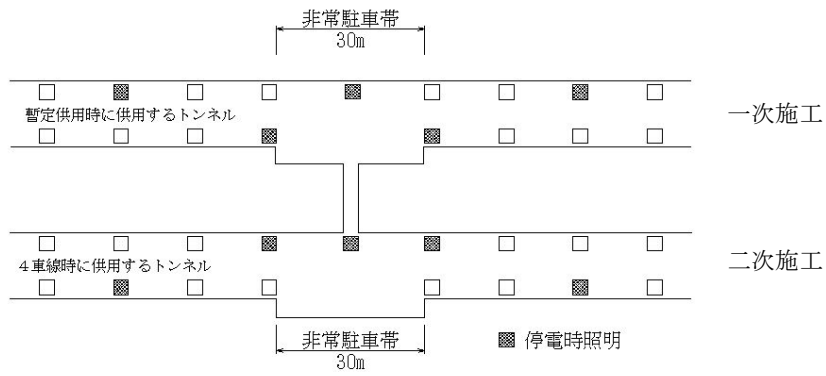 非常駐車帯
30m
暫定供用時に供用するトンネル
一次施工
4車線時に供用するトンネル
二次施工
非常駐車帯
30m
停電時照明